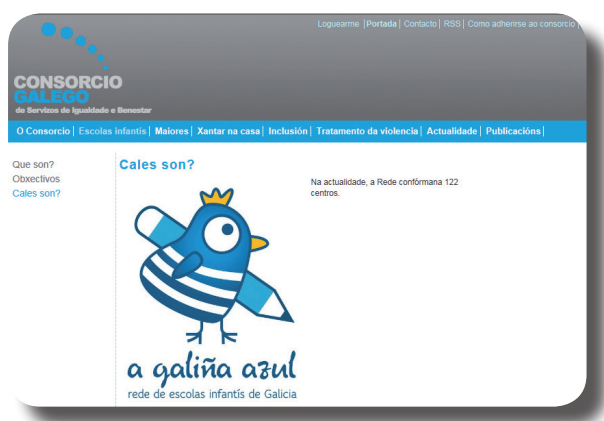 Loguearme | Portada | Contacto | RSS | Como adherirse ao consorcio |
CONSORCIO
GALEGO
de Servizos de Igualdade e Benestar
O Consorcio | Escolas infantís | Maiores | Xantar na casa | Inclusión | Tratamento da violencia | Actualidade | Publicacións |
Que son?
Obxectivos
Cales son?
Cales son?
Na actualidade, a Rede confórmana 122
centros.
a galiña azul
rede de escolas infantís de Galicia